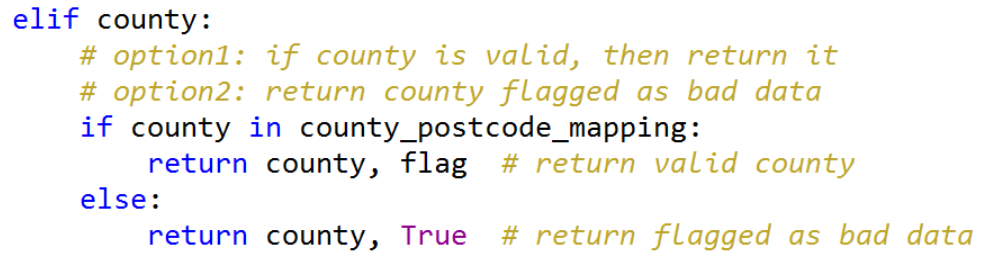 elif county:
    # option1: if county is valid, then return it
    # option2: return county flagged as bad data
    if county in county_postcode_mapping:
        return county, flag  # return valid county
    else:
        return county, True  # return flagged as bad data